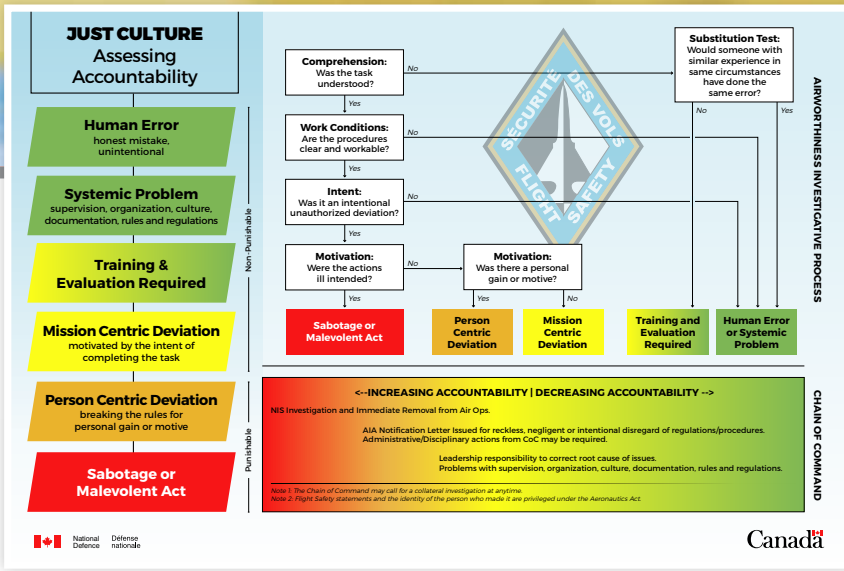 JUST CULTURE
Assessing
Accountability
Human Error
honest mistake,
unintentional
Systemic Problem
supervision, organization, culture,
documentation, rules and regulations
Training &
Evaluation Required
Mission Centric Deviation
motivated by the intent of
completing the task
Person Centric Deviation
breaking the rules for
personal gain or motive
Sabotage or
Malevolent Act
Non-Punishable
Punishable
Comprehension:
Was the task
understood?
No
Yes
Substitution Test:
Would someone with
similar experience in
same circumstances
have done the
same error?
No
Yes
Work Conditions:
Are the procedures
clear and workable?
No
Yes
Intent:
Was it an intentional
unauthorized deviation?
No
Yes
Motivation:
Were the actions
ill intended?
No
Yes
Motivation:
Was there a personal
gain or motive?
Yes
No
SÉCURITÉ
DES VOLS
FLIGHT
SAFETY
Sabotage or
Malevolent Act
Person
Centric
Deviation
Mission
Centric
Deviation
Training and
Evaluation
Required
Human Error
or Systemic
Problem
AIRWORTHINESS INVESTIGATIVE PROCESS
<--INCREASING ACCOUNTABILITY | DECREASING ACCOUNTABILITY -->
NIS Investigation and Immediate Removal from Air Ops.
AIA Notification Letter Issued for reckless, negligent or intentional disregard of regulations/procedures.
Administrative/Disciplinary actions from CoC may be required.
Leadership responsibility to correct root cause of issues.
Problems with supervision, organization, culture, documentation, rules and regulations.
Note 1: The Chain of Command may call for a collateral investigation at anytime.
Note 2: Flight Safety statements and the identity of the person who made it are privileged under the Aeronautics Act.
CHAIN OF COMMAND
National
Defence
Défense
nationale
Canada